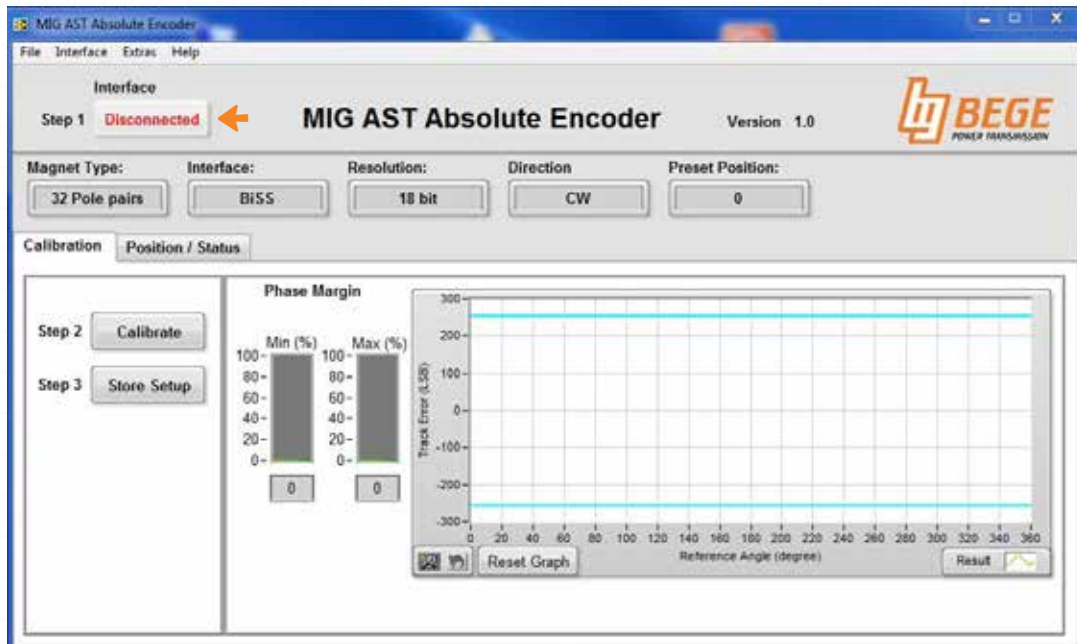 MIG AST Absolute Encoder
File Interface Extras Help
Interface
Step 1 Disconnected
MIG AST Absolute Encoder
Version 1.0
BEGE
POWER TRANSMISSION
Magnet Type: Interface: Resolution: Direction Preset Position:
32 Pole pairs BiSS 18 bit CW 0
Calibration Position / Status
Step 2 Calibrate
Step 3 Store Setup
Phase Margin
Min (%) Max (%)
100 100
80 80
60 60
40 40
20 20
0 0
0 0
Track Error (LSB)
300
200
100
0
-100
-200
-300
0 20 40 60 80 100 120 140 160 180 200 220 240 260 280 300 320 340 360
Reference Angle (degree)
Reset Graph
Result